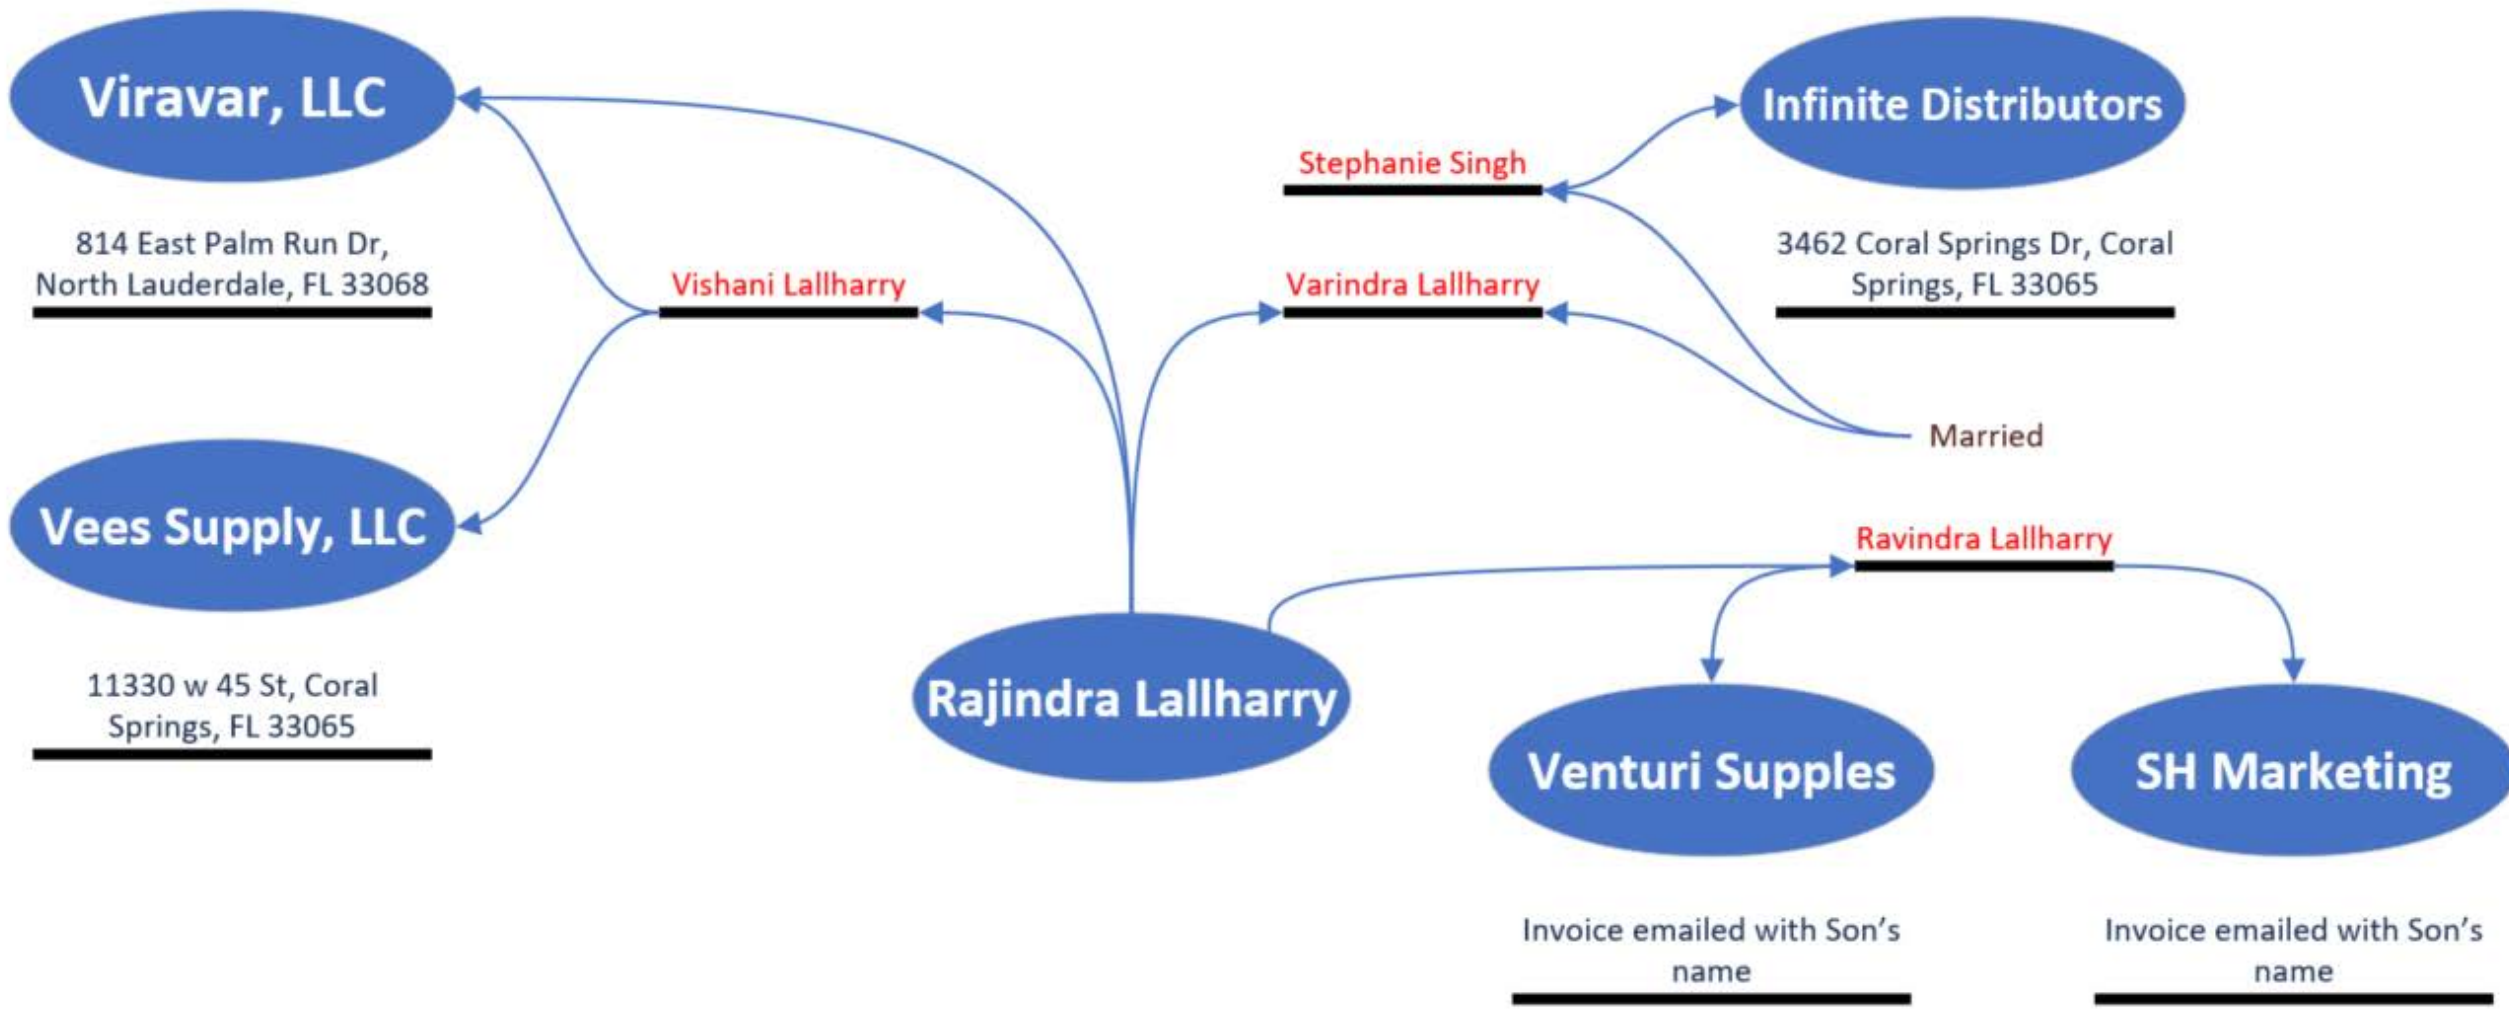 Viravar, LLC
814 East Palm Run Dr,
North Lauderdale, FL 33068
Vishani Lallharry
Vees Supply, LLC
11330 w 45 St, Coral
Springs, FL 33065
Rajindra Lallharry
Stephanie Singh
Varindra Lallharry
Infinite Distributors
3462 Coral Springs Dr, Coral
Springs, FL 33065
Married
Ravindra Lallharry
Venturi Supples
Invoice emailed with Son's
name
SH Marketing
Invoice emailed with Son's
name